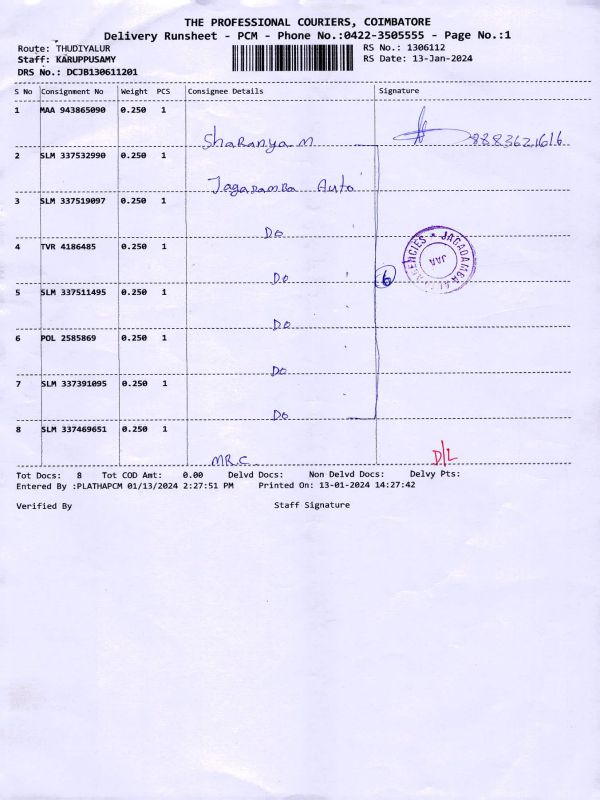 THE PROFESSIONAL COURIERS, COIMBATORE
Delivery Runsheet - PCM - Phone No.:0422-3505555 - Page No.:1
Route: THUDIYALUR RS No.: 1306112
Staff: KARUPPUSAMY RS Date: 13-Jan-2024
DRS No.: DCJB130611201
S No Consignment No Weight PCS Consignee Details Signature
1 MAA 943865090 0.250 1
Sharanya.M 8883621616
2 SLM 337532990 0.250 1
Jagadamba Auto
3 SLM 337519097 0.250 1
Do
4 TVR 4186485 0.250 1
Do
6
JAGADAMBA AUTO AGENCIES
JAA
5 SLM 337511495 0.250 1
Do
6 POL 2585869 0.250 1
Do
7 SLM 337391095 0.250 1
Do
8 SLM 337469651 0.250 1
MR.C D/L
Tot Docs: 8 Tot COD Amt: 0.00 Delvd Docs: Non Delvd Docs: Delvy Pts:
Entered By :PLATHAPCM 01/13/2024 2:27:51 PM Printed On: 13-01-2024 14:27:42
Verified By Staff Signature